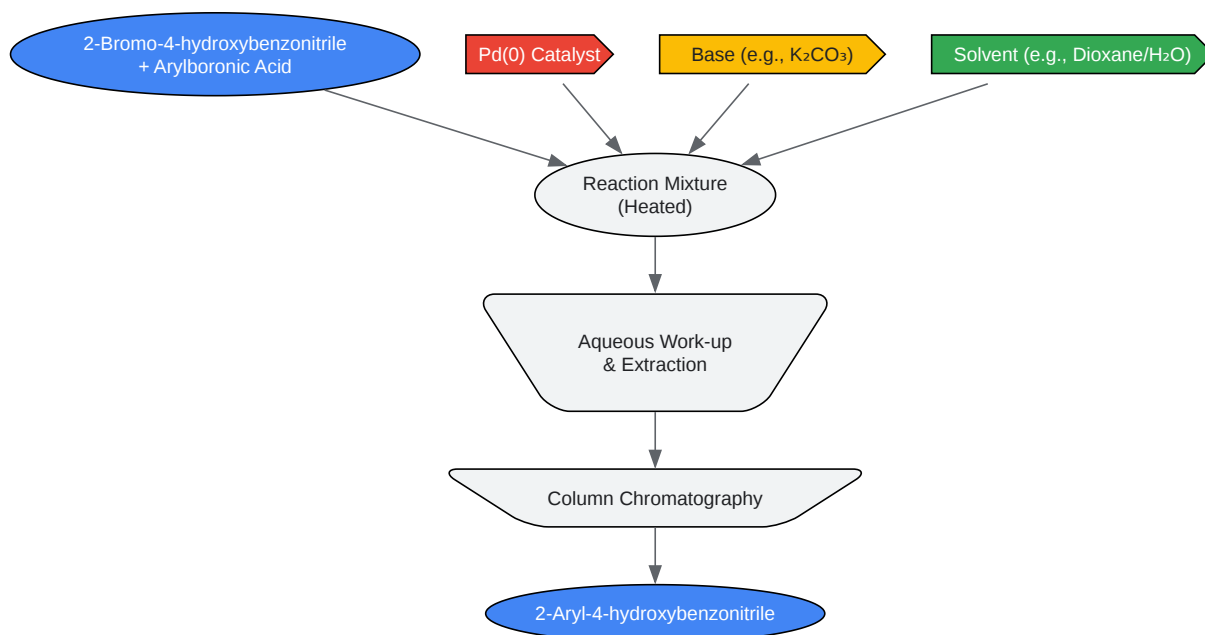 2-Bromo-4-hydroxybenzonitrile
+ Arylboronic Acid
Pd(0) Catalyst
Base (e.g., K₂CO₃)
Solvent (e.g., Dioxane/H₂O)
Reaction Mixture
(Heated)
Aqueous Work-up
& Extraction
Column Chromatography
2-Aryl-4-hydroxybenzonitrile